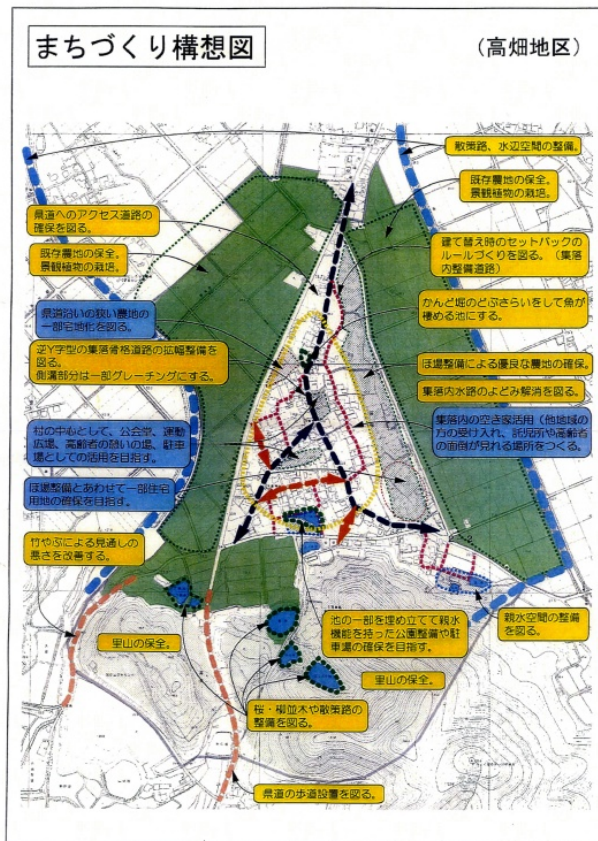 まちづくり構想図
(高畑地区)
散策路、水辺空間の整備。
既存農地の保全。
景観植物の栽培。
県道へのアクセス道路の
確保を図る。
既存農地の保全。
景観植物の栽培。
建て替え時のセットバックの
ルールづくりを図る。(集落
内整備道路)
県道沿いの狭い農地の
一部宅地化を図る。
かんど堀のどぶさらいをして魚が
棲める池にする。
逆Y字型の集落骨格道路の拡幅整備を
図る。
側溝部分は一部グレーチングにする。
ほ場整備による優良な農地の確保。
集落内水路のよどみ解消を図る。
村の中心として、公会堂、運動
広場、高齢者の憩いの場、駐車
場としての活用を目指す。
集落内の空き家活用(他地域の
方の受け入れ、託児所や高齢者
の面倒が見れる場所をつくる。
ほ場整備とあわせて一部住宅
用地の確保を目指す。
竹やぶによる見通しの
悪さを改善する。
親水空間の整備
を図る。
池の一部を埋め立てて親水
機能を持った公園整備や駐
車場の確保を目指す。
里山の保全。
里山の保全。
桜・柳並木や散策路の
整備を図る。
県道の歩道設置を図る。